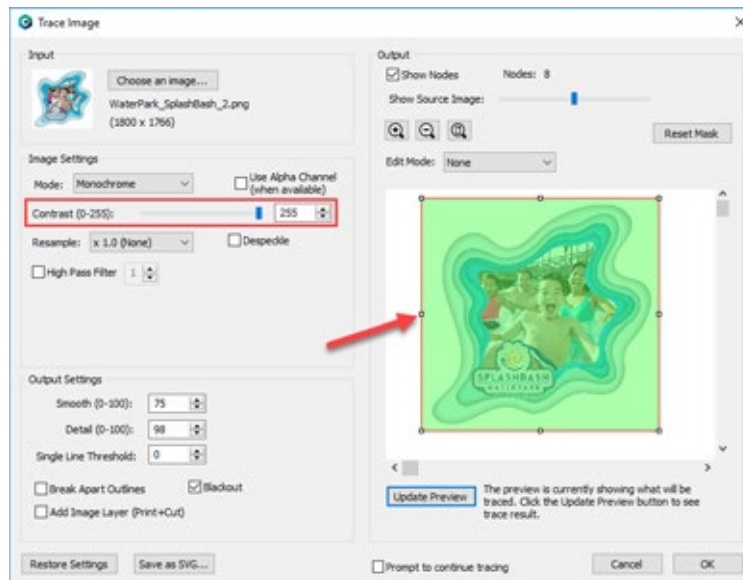 Trace Image
Input
Choose an image...
WaterPark_SplashBash_2.png
(1800 x 1766)
Image Settings
Mode: Monochrome
Use Alpha Channel
(when available)
Contrast (0-255): 255
Resample: x 1.0 (None)
Despeckle
High Pass Filter 1
Output Settings
Smooth (0-100): 75
Detail (0-100): 98
Single Line Threshold: 0
Break Apart Outlines
Blackout
Add Image Layer (Print+Cut)
Restore Settings
Save as SVG...
Output
Show Nodes
Nodes: 8
Show Source Image:
Reset Mask
Edit Mode: None
SPLASHBASH
WATERPARK
Update Preview
The preview is currently showing what will be
traced. Click the Update Preview button to see
trace result.
Prompt to continue tracing
Cancel
OK